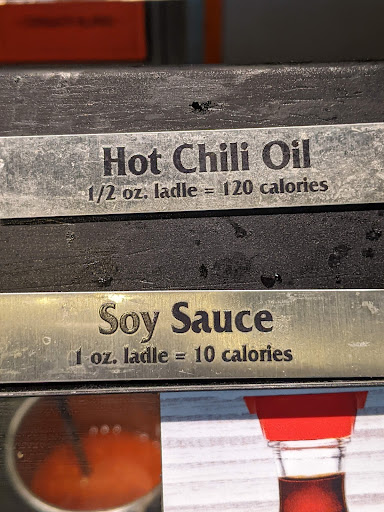 Hot Chili Oil
1/2 oz. ladle = 120 calories
Soy Sauce
1 oz. ladle = 10 calories